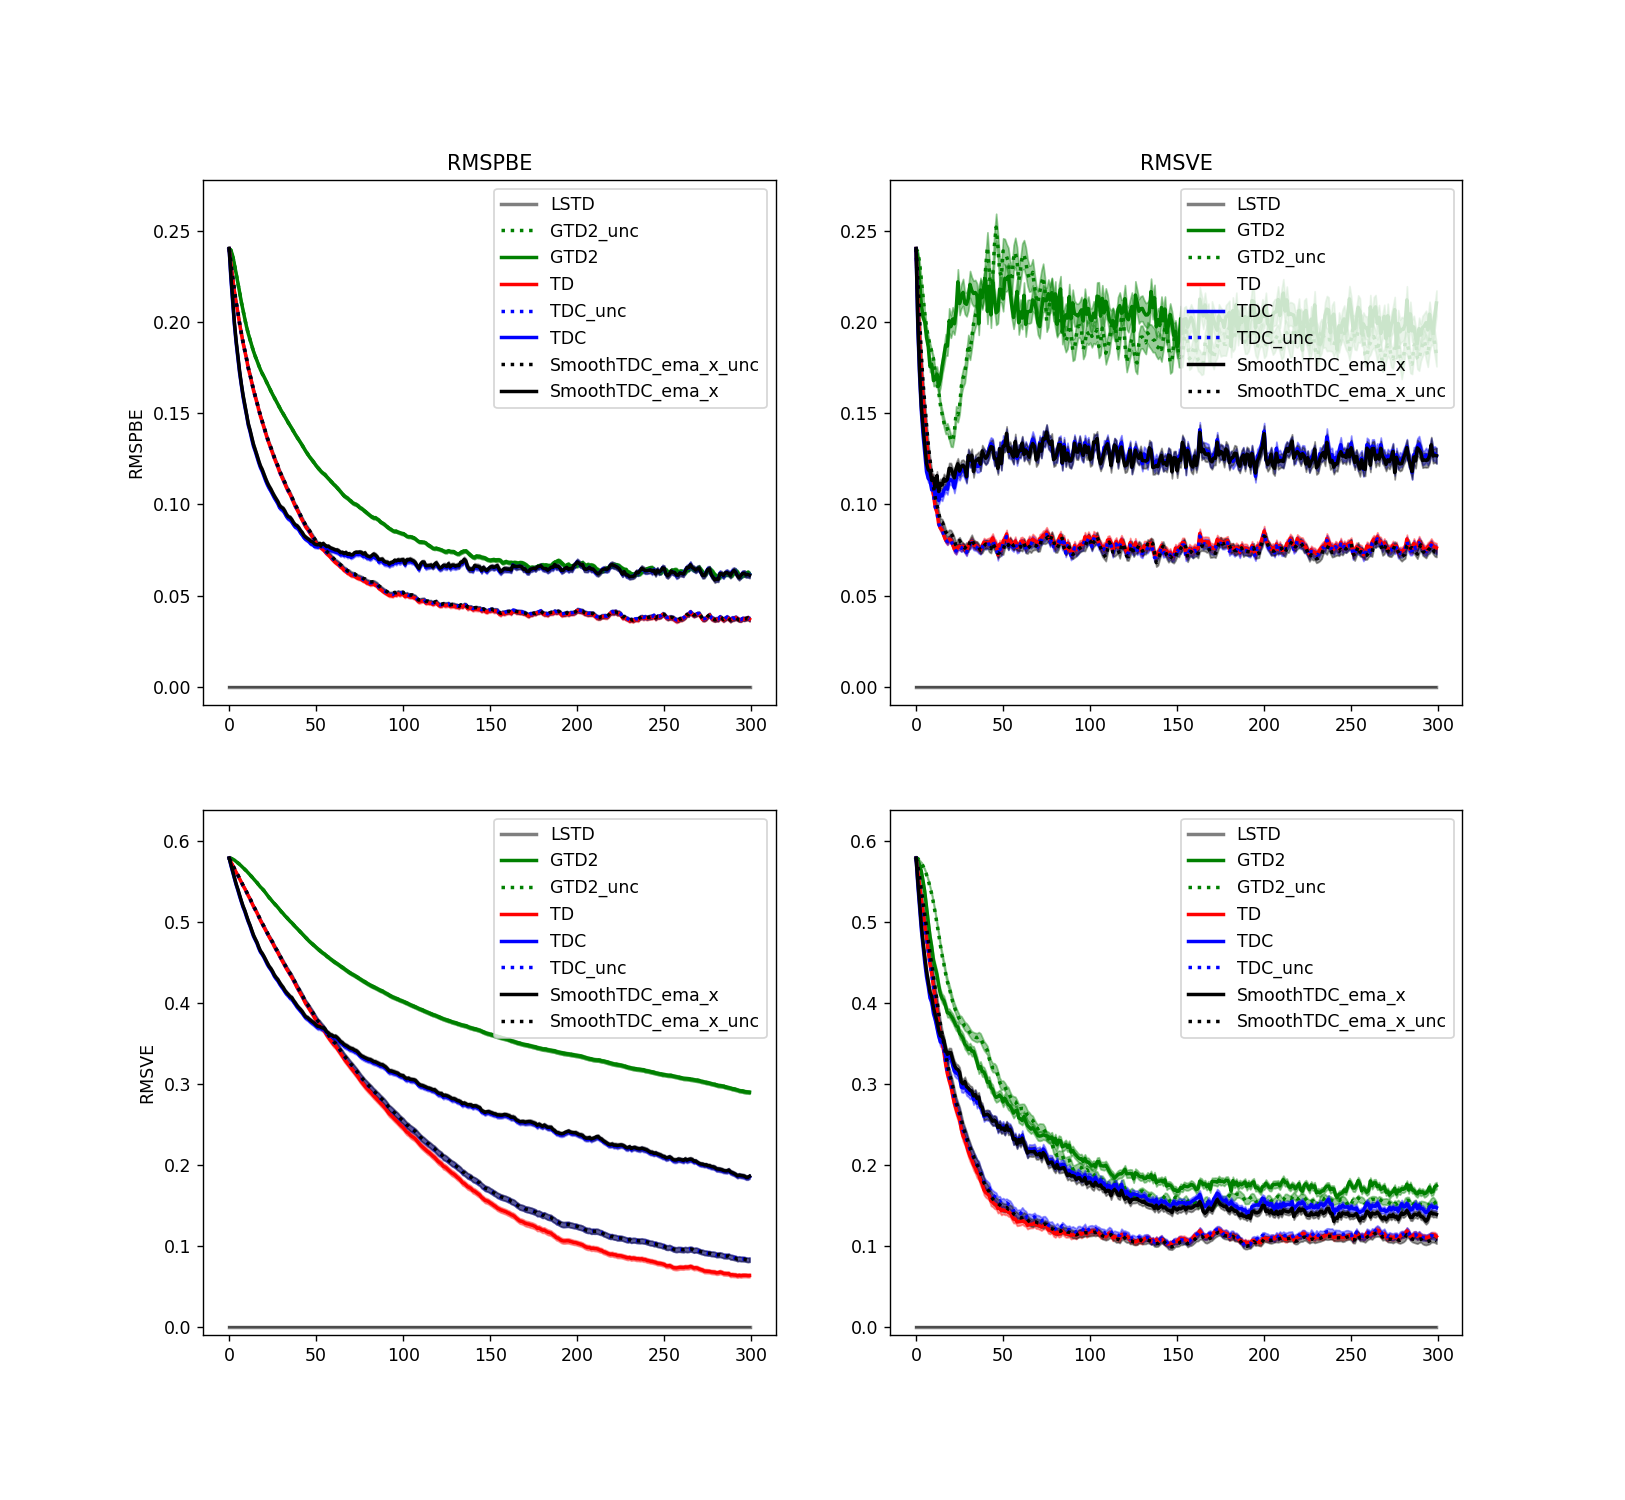 RMSPBE
RMSPBE
0.25
0.20
0.15
0.10
0.05
0.00
0 50 100 150 200 250 300
LSTD
GTD2_unc
GTD2
TD
TDC_unc
TDC
SmoothTDC_ema_x_unc
SmoothTDC_ema_x
RMSVE
0.25
0.20
0.15
0.10
0.05
0.00
0 50 100 150 200 250 300
LSTD
GTD2
GTD2_unc
TD
TDC
TDC_unc
SmoothTDC_ema_x
SmoothTDC_ema_x_unc
RMSVE
0.6
0.5
0.4
0.3
0.2
0.1
0.0
0 50 100 150 200 250 300
LSTD
GTD2
GTD2_unc
TD
TDC
TDC_unc
SmoothTDC_ema_x
SmoothTDC_ema_x_unc
0.6
0.5
0.4
0.3
0.2
0.1
0.0
0 50 100 150 200 250 300
LSTD
GTD2
GTD2_unc
TD
TDC
TDC_unc
SmoothTDC_ema_x
SmoothTDC_ema_x_unc